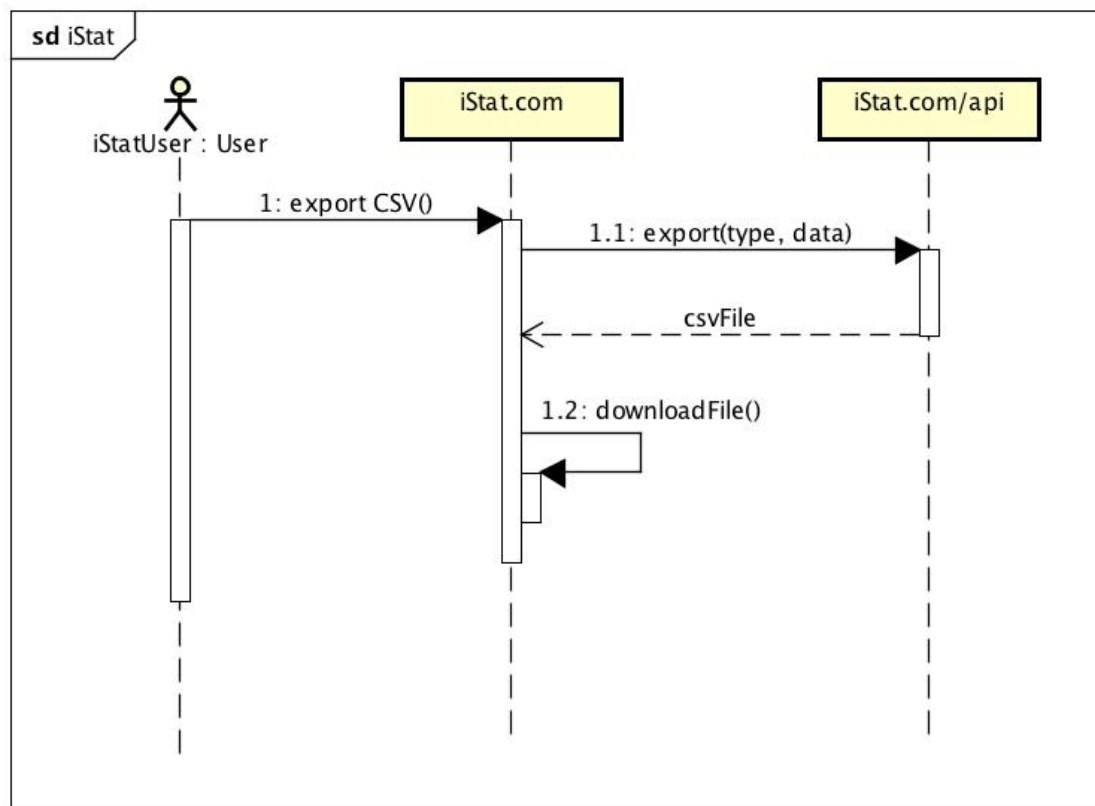 sd iStat
iStat.com
iStat.com/api
iStatUser : User
1: export CSV()
1.1: export(type, data)
csvFile
1.2: downloadFile()